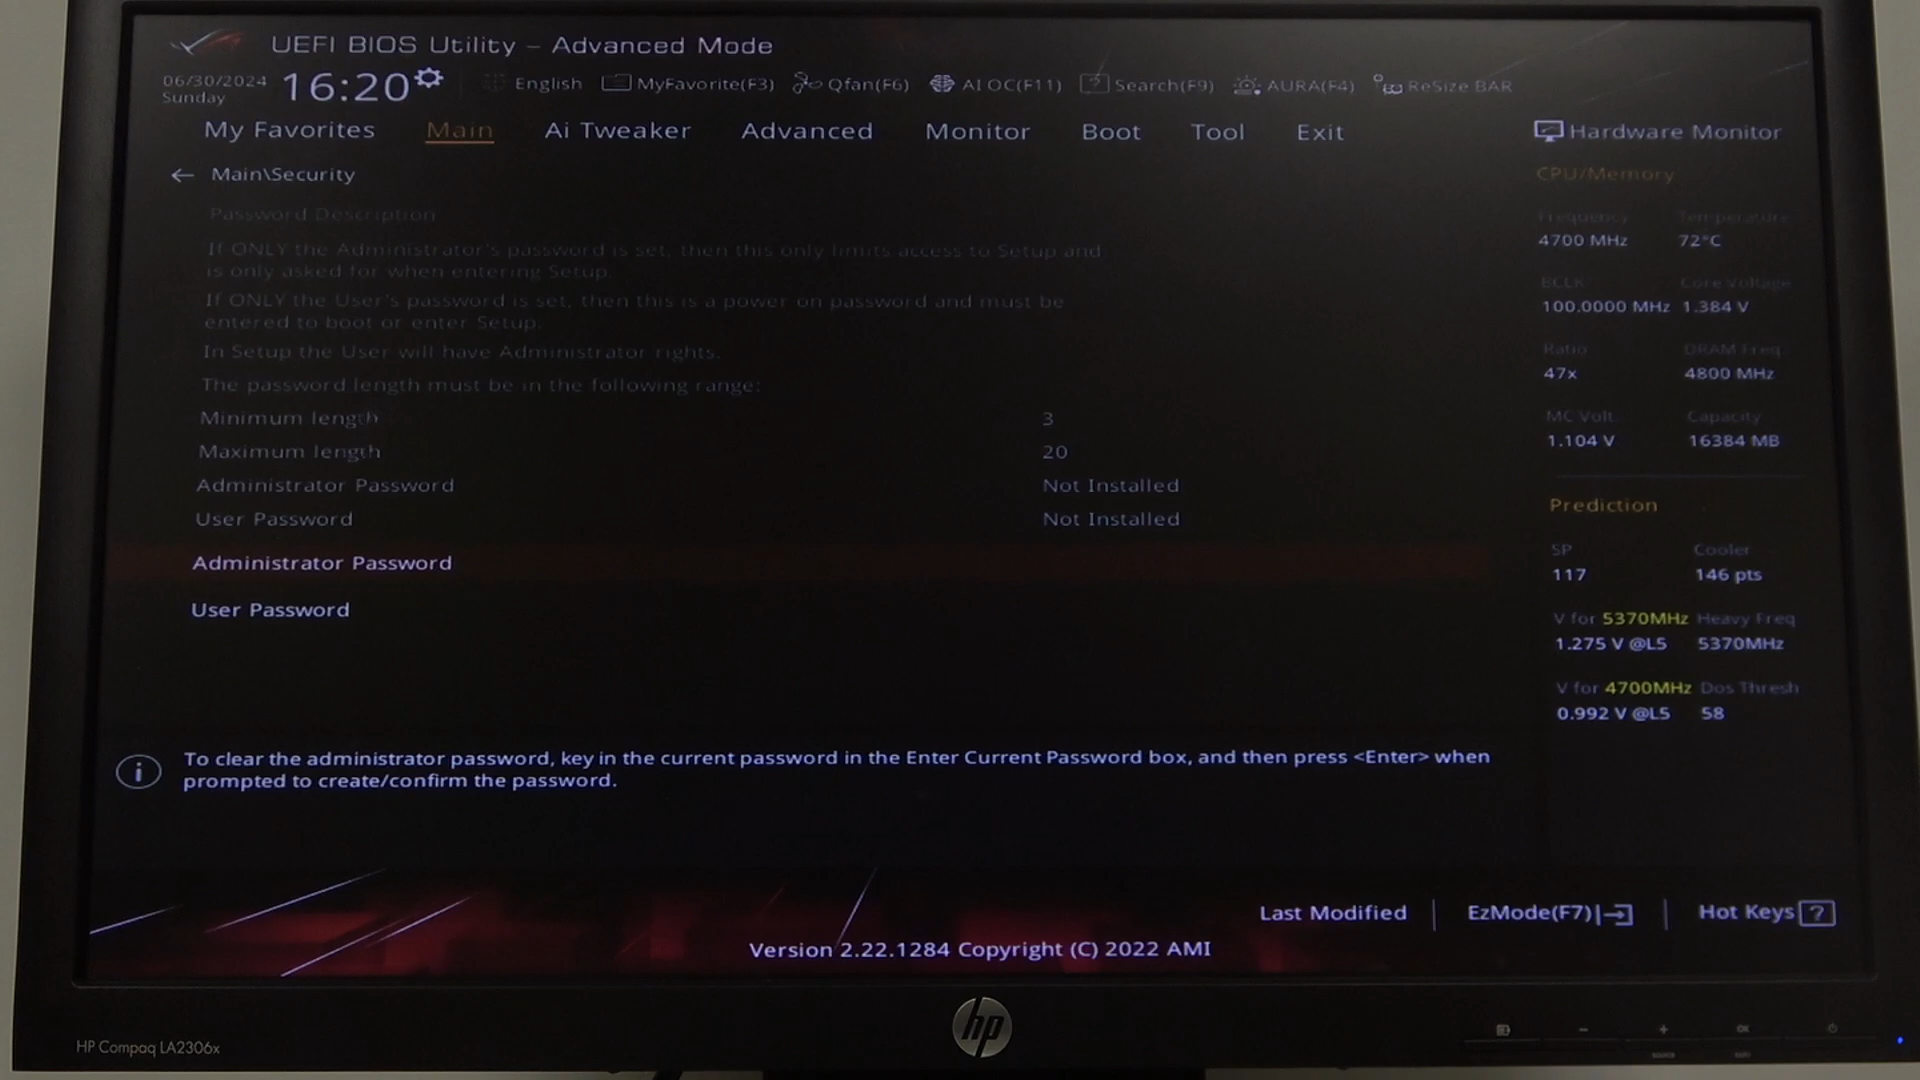 UEFI BIOS Utility – Advanced Mode
06/30/2024
Sunday
16:20
English
MyFavorite(F3)
Qfan(F6)
AI OC(F11)
Search(F9)
AURA(F4)
ReSize BAR
My Favorites
Main
Ai Tweaker
Advanced
Monitor
Boot
Tool
Exit
Hardware Monitor
Main\Security
Password Description
If ONLY the Administrator's password is set, then this only limits access to Setup and
is only asked for when entering Setup.
If ONLY the User's password is set, then this is a power on password and must be
entered to boot or enter Setup.
In Setup the User will have Administrator rights.
The password length must be in the following range:
Minimum length 3
Maximum length 20
Administrator Password Not Installed
User Password Not Installed
Administrator Password
User Password
CPU/Memory
Frequency Temperature
4700 MHz 72°C
BCLK Core Voltage
100.0000 MHz 1.384 V
Ratio DRAM Freq.
47x 4800 MHz
MC Volt. Capacity
1.104 V 16384 MB
Prediction
SP Cooler
117 146 pts
V for 5370MHz Heavy Freq
1.275 V @L5 5370MHz
V for 4700MHz Dos Thresh
0.992 V @L5 58
To clear the administrator password, key in the current password in the Enter Current Password box, and then press <Enter> when
prompted to create/confirm the password.
Last Modified
EzMode(F7)
Hot Keys ?
Version 2.22.1284 Copyright (C) 2022 AMI
hp
HP Compaq LA2306x